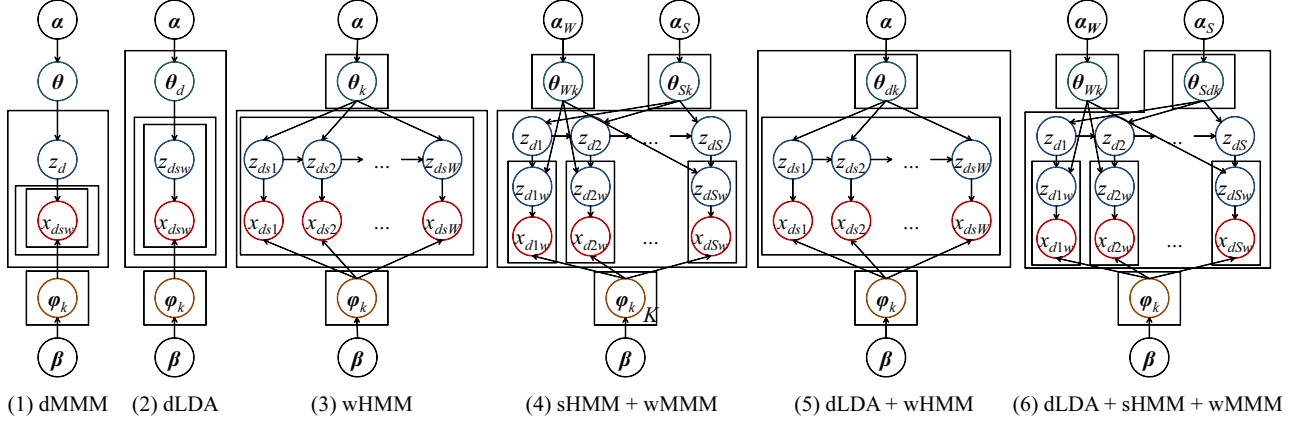 α α α α_W α_S α α_W α_S
θ θ_d θ_k θ_Wk θ_Sk θ_dk θ_Wk θ_Sdk
z_d1 z_d2 ... z_dS z_d1 z_d2 ... z_dS
z_d z_dsw z_ds1 z_ds2 ... z_dsW z_ds1 z_ds2 ... z_dsW
z_d1w z_d2w z_dSw z_d1w z_d2w z_dSw
x_dsw x_dsw x_ds1 x_ds2 ... x_dsW x_d1w x_d2w ... x_dSw x_ds1 x_ds2 ... x_dsW x_d1w x_d2w ... x_dSw
φ_k φ_k φ_k φ_k K φ_k φ_k
β β β β β β
(1) dMMM (2) dLDA (3) wHMM (4) sHMM + wMMM (5) dLDA + wHMM (6) dLDA + sHMM + wMMM